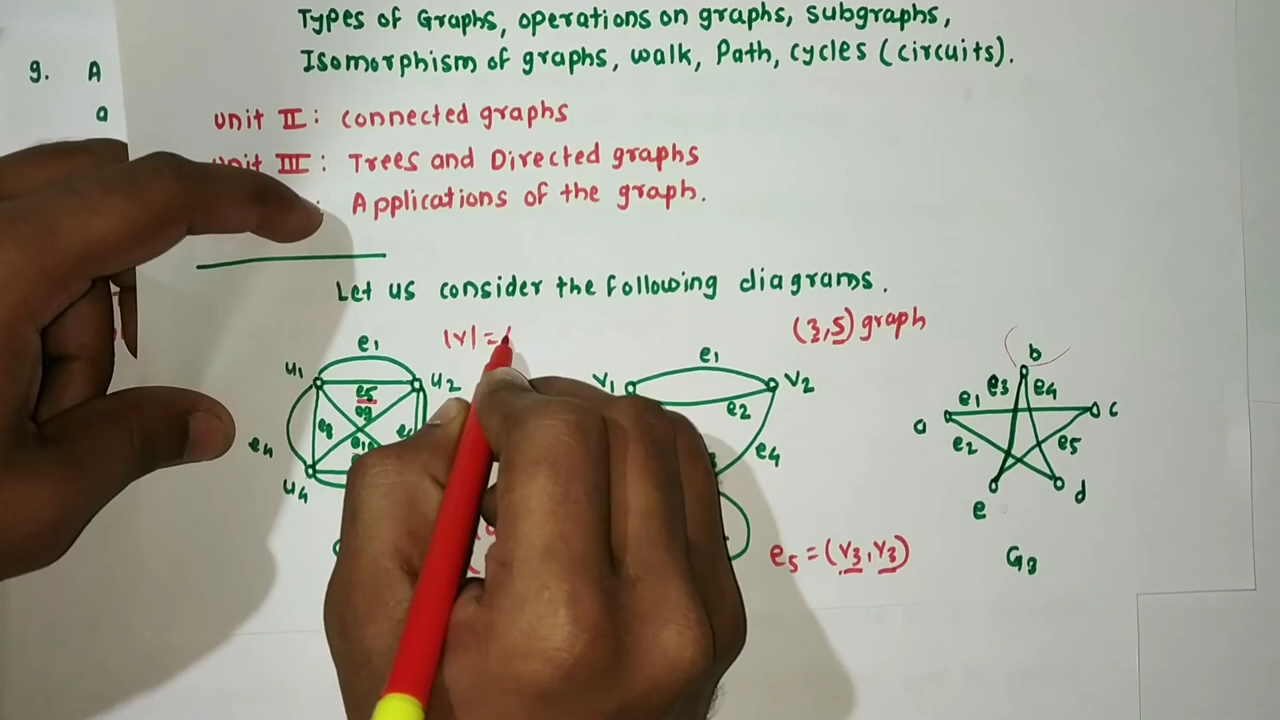 Types of Graphs, operations on graphs, subgraphs,
Isomorphism of graphs, walk, Path, cycles (circuits).
9. A
a
unit II : connected graphs
unit III : Trees and Directed graphs
: Applications of the graph.
Let us consider the following diagrams.
(3,5) graph
|V| =
e1
u1
u2
e5
e9
e8
e4
u4
e1
v1
v2
e2
e4
b
e1
e3
e4
c
a
e2
e5
e
d
e5 = (v3, v3)
G3